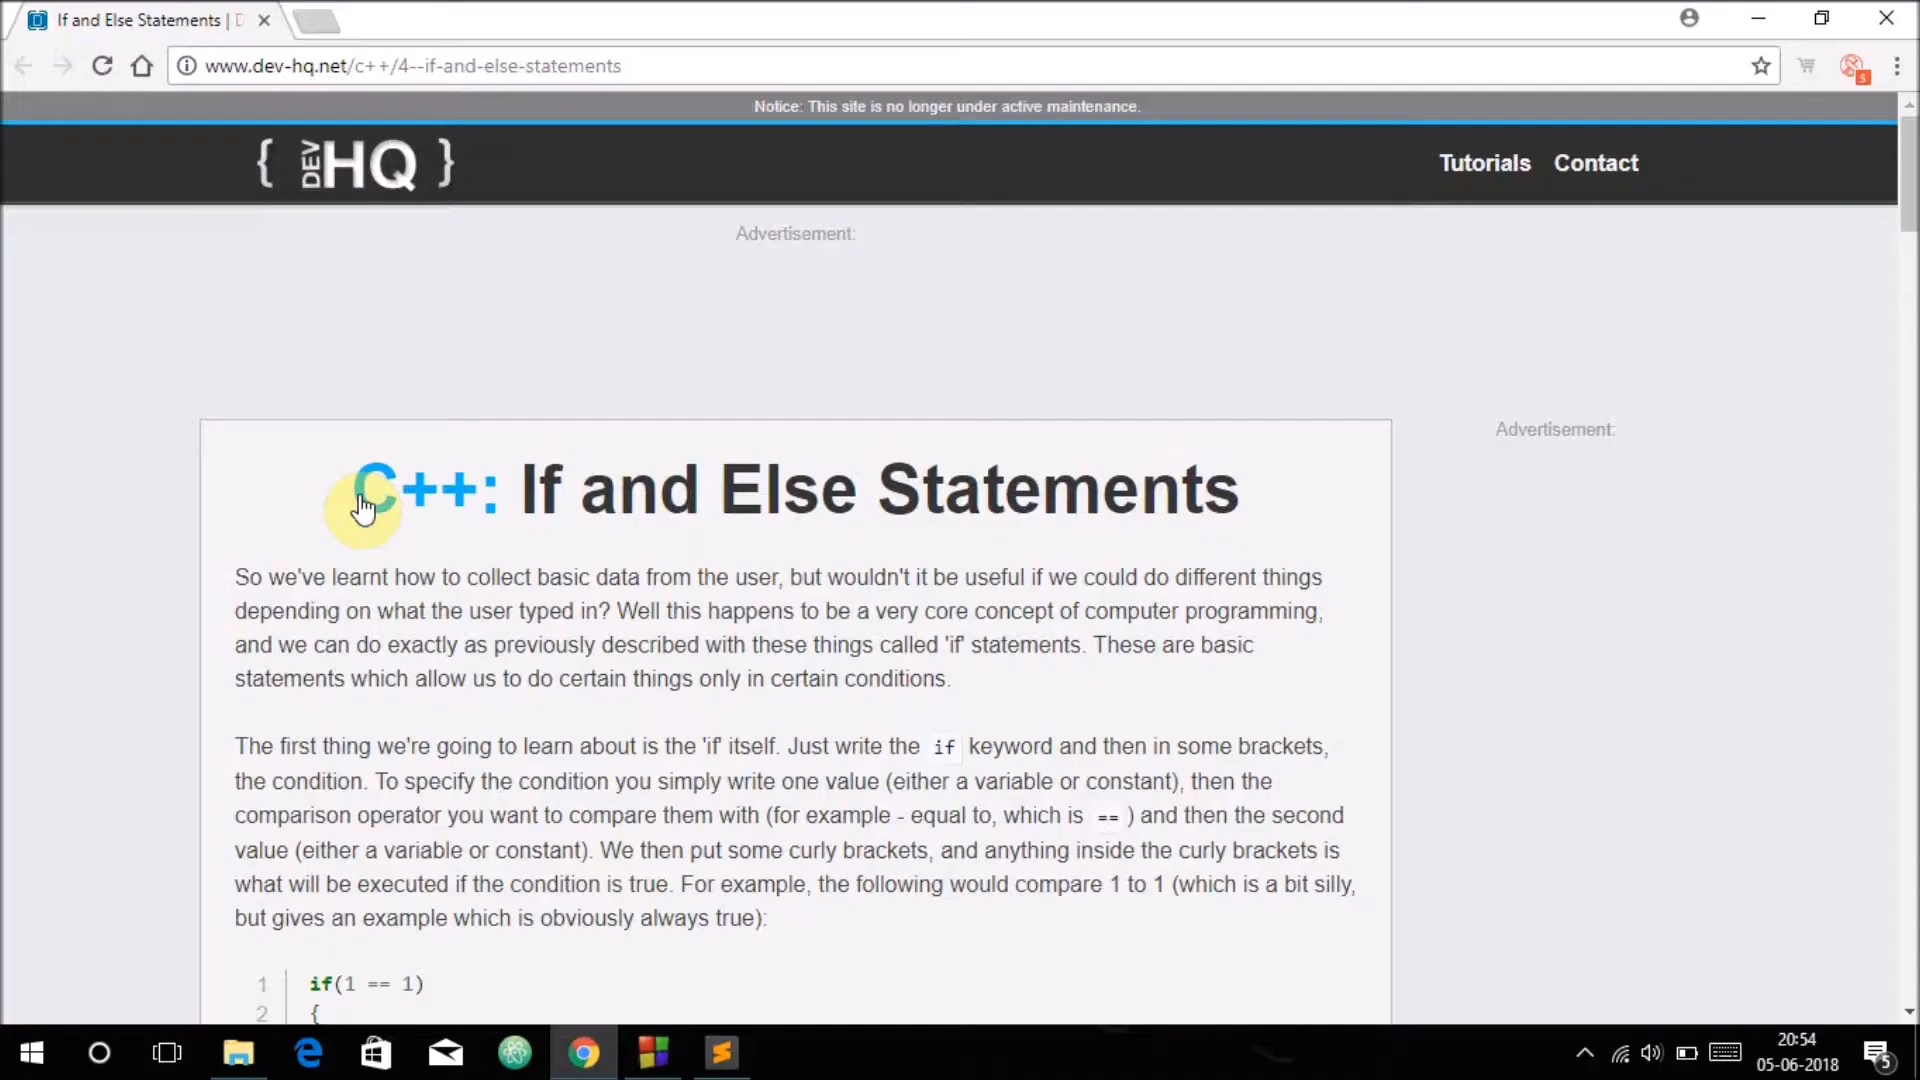 If and Else Statements | D
www.dev-hq.net/c++/4--if-and-else-statements
5
Notice: This site is no longer under active maintenance.
{ DEV HQ }
Tutorials Contact
Advertisement:
Advertisement:
C++: If and Else Statements
So we've learnt how to collect basic data from the user, but wouldn't it be useful if we could do different things
depending on what the user typed in? Well this happens to be a very core concept of computer programming,
and we can do exactly as previously described with these things called 'if' statements. These are basic
statements which allow us to do certain things only in certain conditions.
The first thing we're going to learn about is the 'if' itself. Just write the if keyword and then in some brackets,
the condition. To specify the condition you simply write one value (either a variable or constant), then the
comparison operator you want to compare them with (for example - equal to, which is == ) and then the second
value (either a variable or constant). We then put some curly brackets, and anything inside the curly brackets is
what will be executed if the condition is true. For example, the following would compare 1 to 1 (which is a bit silly,
but gives an example which is obviously always true):
1 if(1 == 1)
2 {
20:54
05-06-2018
5